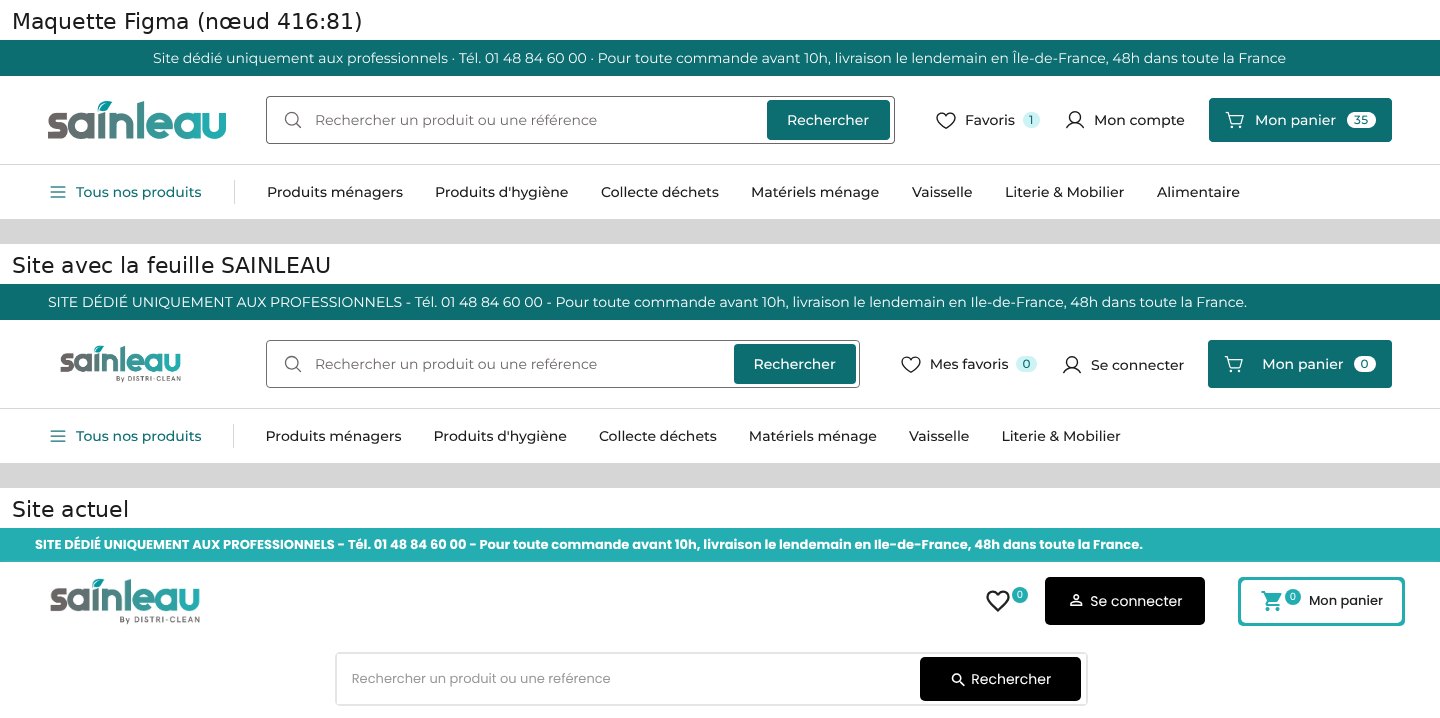 Maquette Figma (nœud 416:81)
Site dédié uniquement aux professionnels · Tél. 01 48 84 60 00 · Pour toute commande avant 10h, livraison le lendemain en Île-de-France, 48h dans toute la France
sainleau Rechercher un produit ou une référence Rechercher Favoris 1 Mon compte Mon panier 35
Tous nos produits Produits ménagers Produits d'hygiène Collecte déchets Matériels ménage Vaisselle Literie & Mobilier Alimentaire
Site avec la feuille SAINLEAU
SITE DÉDIÉ UNIQUEMENT AUX PROFESSIONNELS - Tél. 01 48 84 60 00 - Pour toute commande avant 10h, livraison le lendemain en Ile-de-France, 48h dans toute la France.
sainleau Rechercher un produit ou une référence Rechercher Mes favoris 0 Se connecter Mon panier 0
By DISTRI-CLEAN
Tous nos produits Produits ménagers Produits d'hygiène Collecte déchets Matériels ménage Vaisselle Literie & Mobilier
Site actuel
SITE DÉDIÉ UNIQUEMENT AUX PROFESSIONNELS - Tél. 01 48 84 60 00 - Pour toute commande avant 10h, livraison le lendemain en Ile-de-France, 48h dans toute la France.
sainleau 0 Se connecter 0 Mon panier
By DISTRI-CLEAN
Rechercher un produit ou une reférence Rechercher